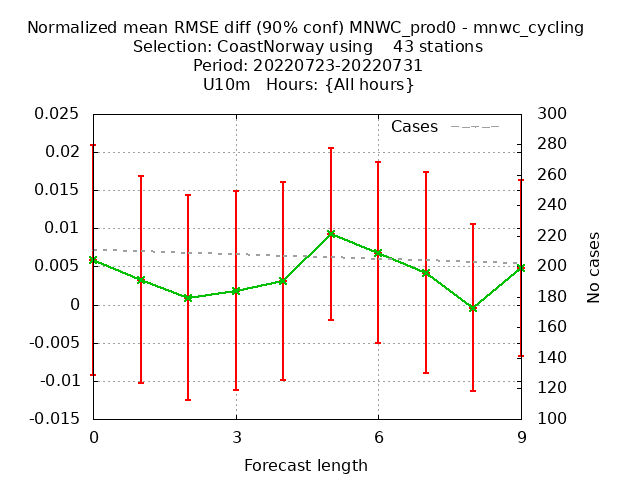 Normalized mean RMSE diff (90% conf) MNWC_prod0 - mnwc_cycling
Selection: CoastNorway using    43 stations
Period: 20220723-20220731
U10m   Hours: {All hours}
Cases
0.025
0.02
0.015
0.01
0.005
0
-0.005
-0.01
-0.015
300
280
260
240
220
200
180
160
140
120
100
No cases
0 3 6 9
Forecast length